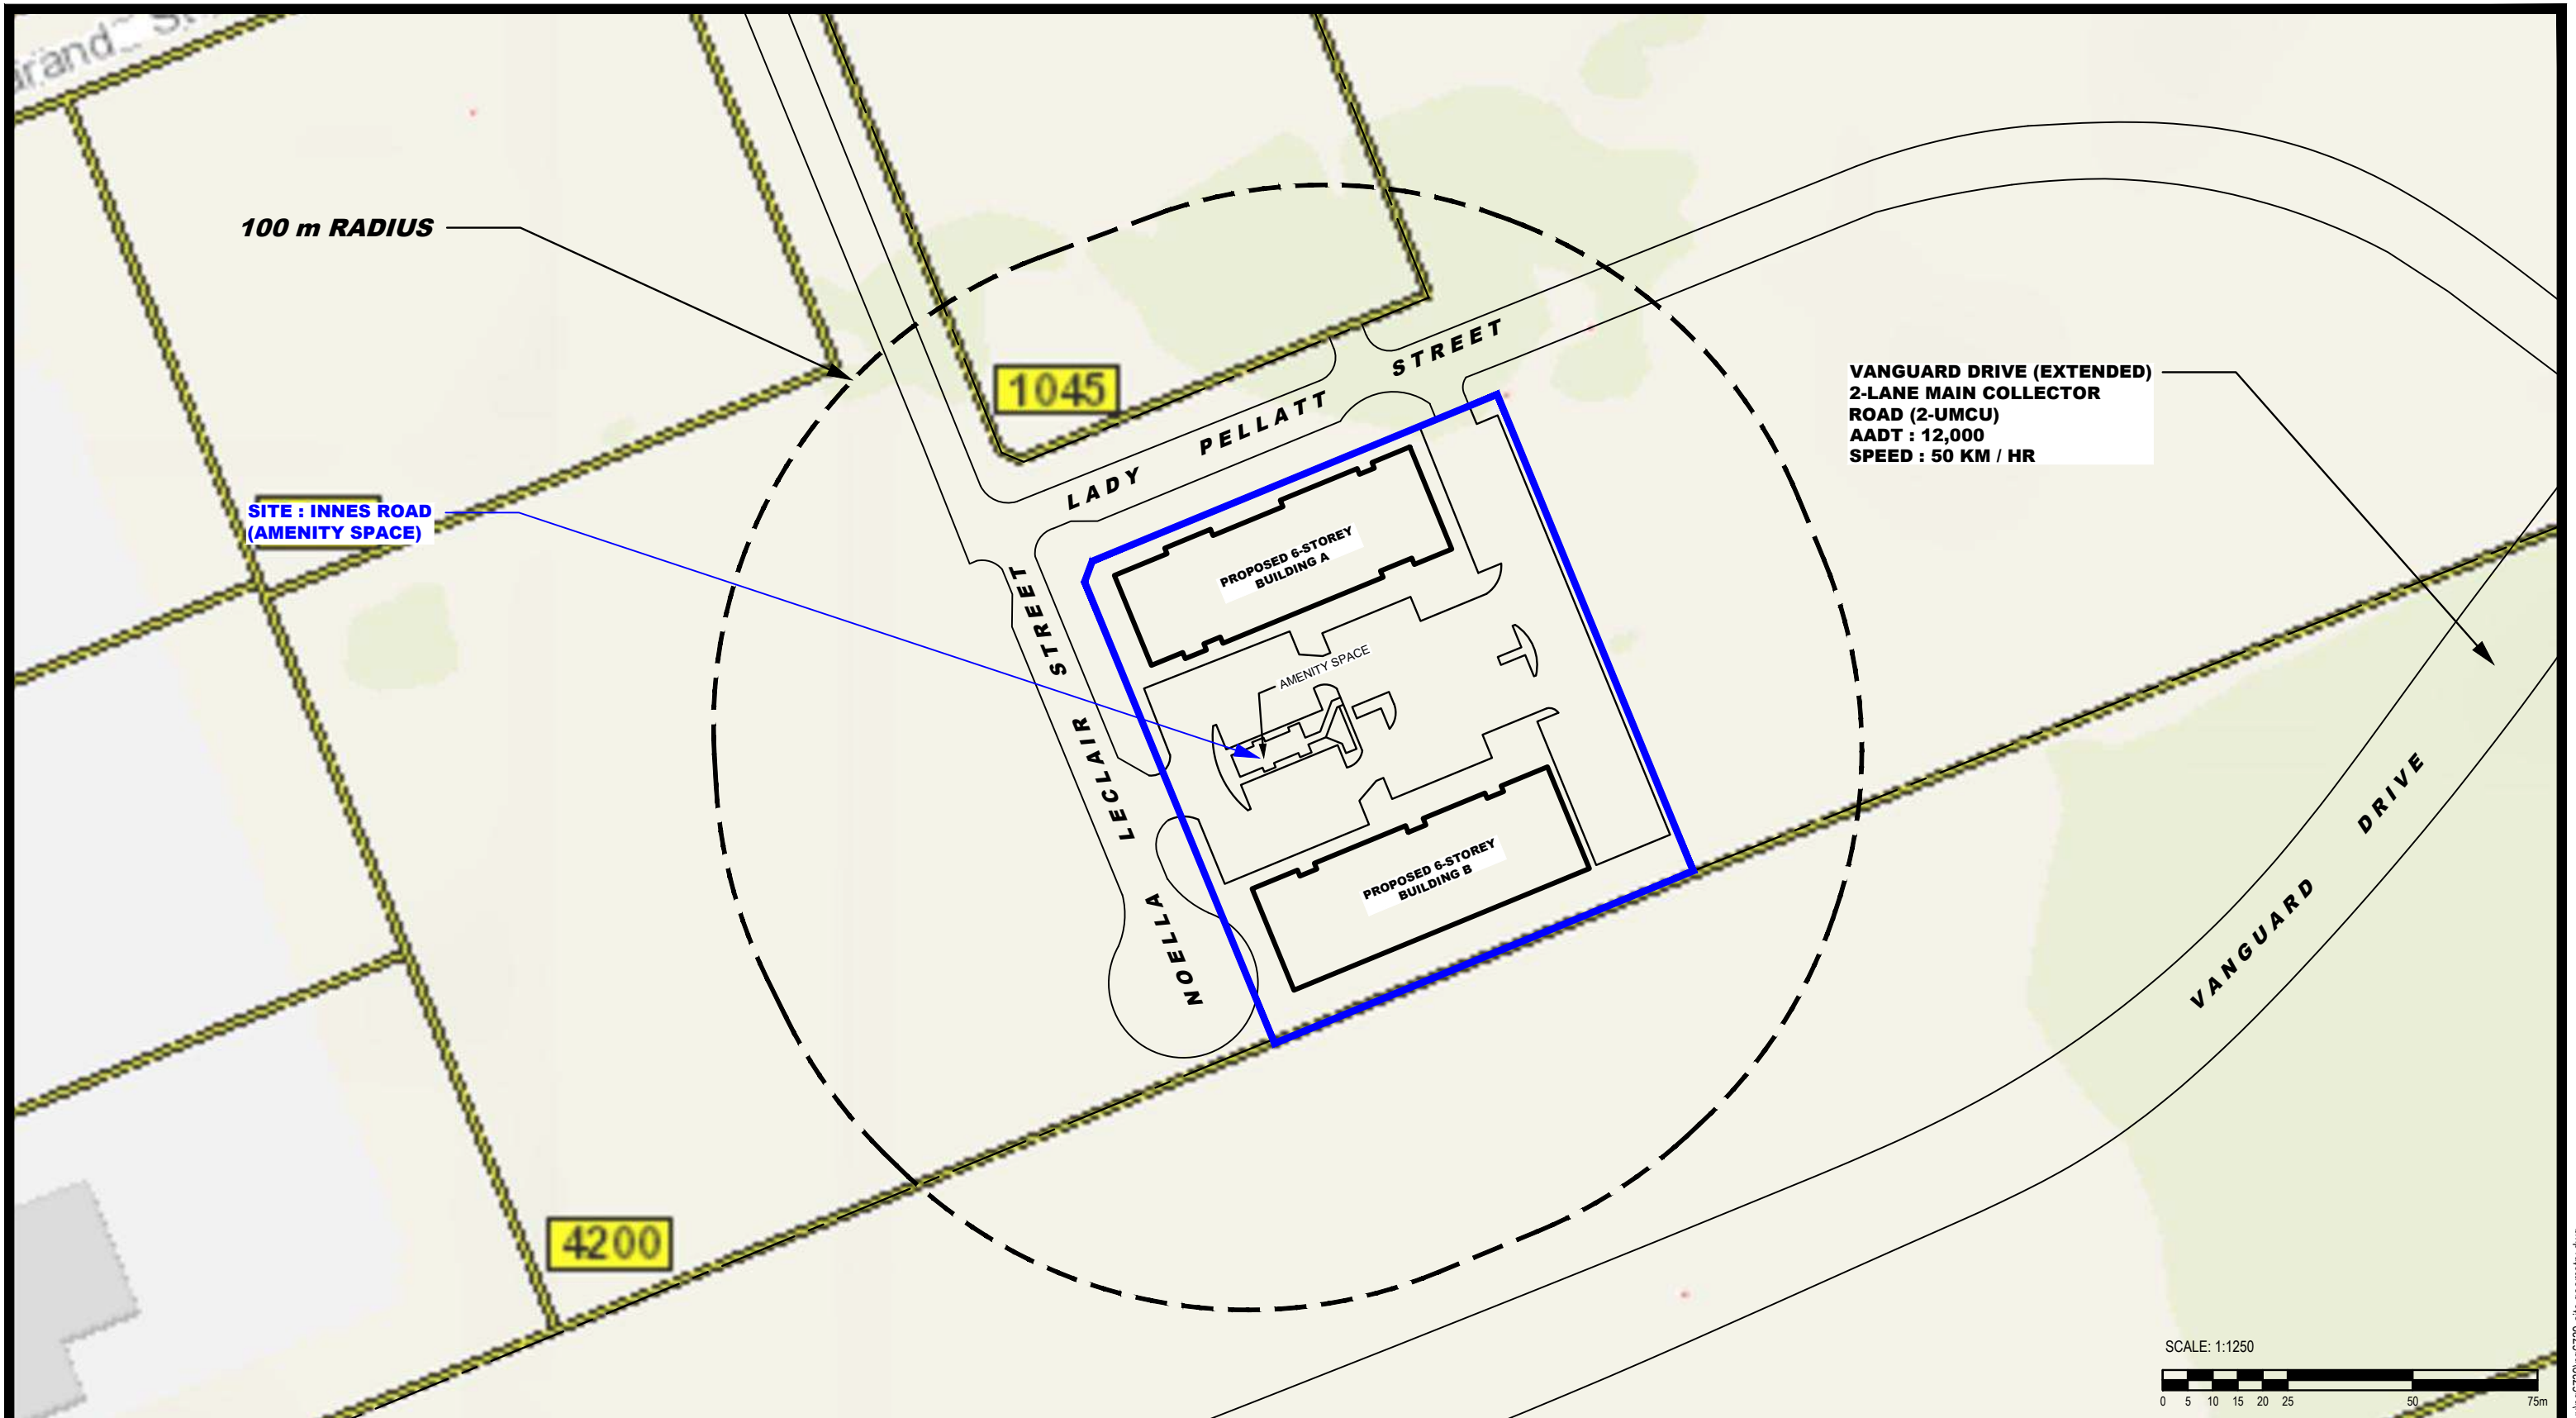 100 m RADIUS
1045
LADY PELLATT STREET
VANGUARD DRIVE (EXTENDED)
2-LANE MAIN COLLECTOR
ROAD (2-UMCU)
AADT : 12,000
SPEED : 50 KM / HR
SITE : INNES ROAD
(AMENITY SPACE)
PROPOSED 6-STOREY
BUILDING A
AMENITY SPACE
NOELLA LECLAIR STREET
PROPOSED 6-STOREY
BUILDING B
VANGUARD DRIVE
4200
SCALE: 1:1250
0 5 10 15 20 25 50 75m